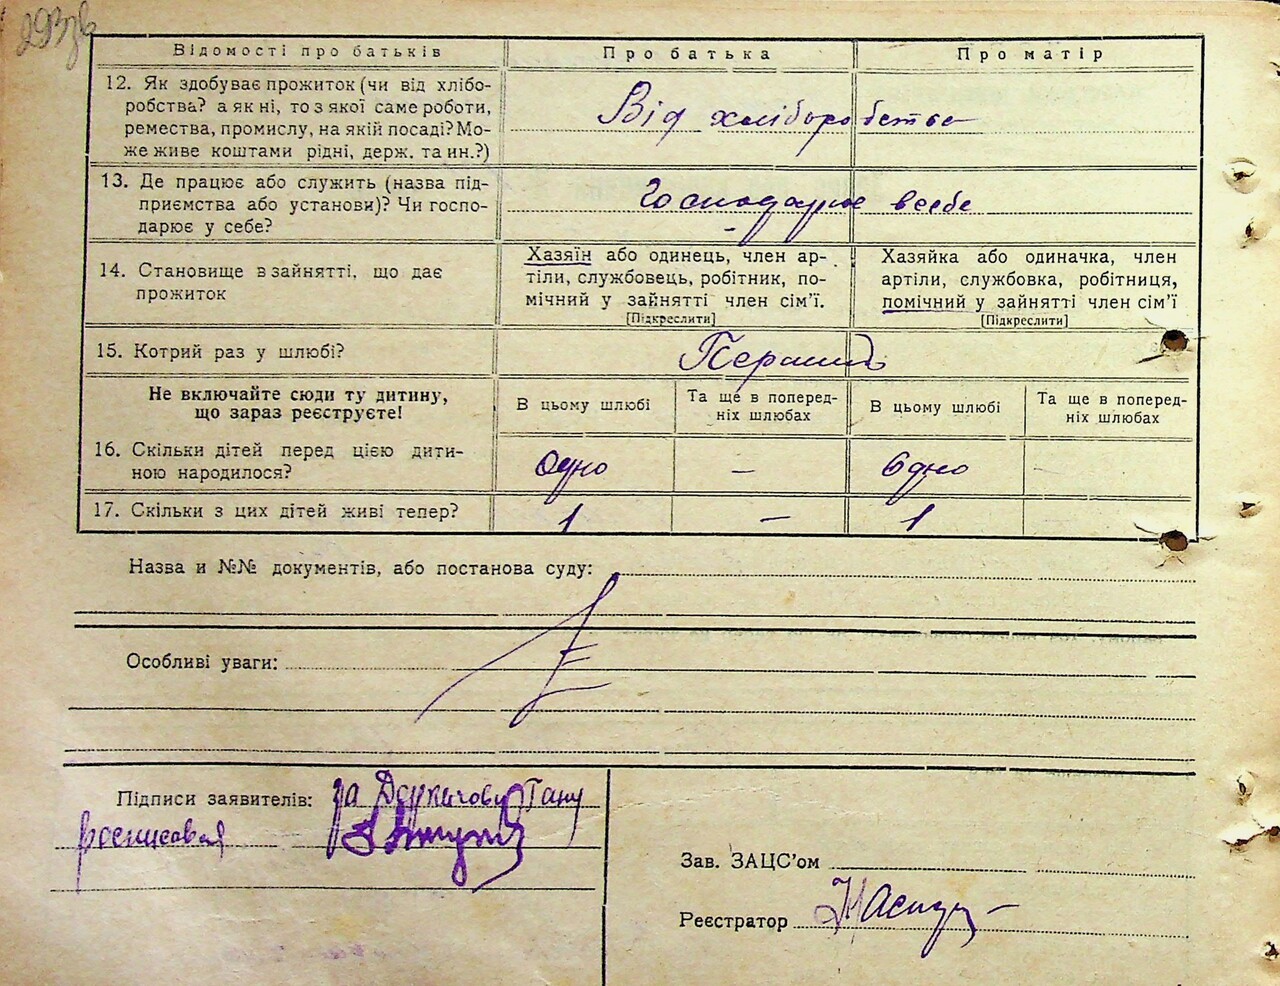 293зв
Відомості про батьків Про батька Про матір
12. Як здобуває прожиток (чи від хлібо-
робства? а як ні, то з якої саме роботи,
ремества, промислу, на якій посаді? Мо-
же живе коштами рідні, держ. та ин.?)
Від хліборобства
13. Де працює або служить (назва під-
приємства або установи)? Чи госпо-
дарює у себе?
Господарює всебе
14. Становище в зайнятті, що дає
прожиток
Хазяїн або одинець, член ар-
тіли, службовець, робітник, по-
мічний у зайнятті член сім'ї.
[Підкреслити]
Хазяйка або одиначка, член
артіли, службовка, робітниця,
помічний у зайнятті член сім'ї
[Підкреслити]
15. Котрий раз у шлюбі?
Перший
Не включайте сюди ту дитину,
що зараз реєструєте!
В цьому шлюбі
Та ще в поперед-
ніх шлюбах
В цьому шлюбі
Та ще в поперед-
ніх шлюбах
16. Скільки дітей перед цією дити-
ною народилося?
Одно — Одно
17. Скільки з цих дітей живі тепер?
1 — 1
Назва и №№ документів, або постанова суду:
Особливі уваги:
Підписи заявителів: за Деркачову Гану
росписався
Зав. ЗАЦС'ом
Реєстратор